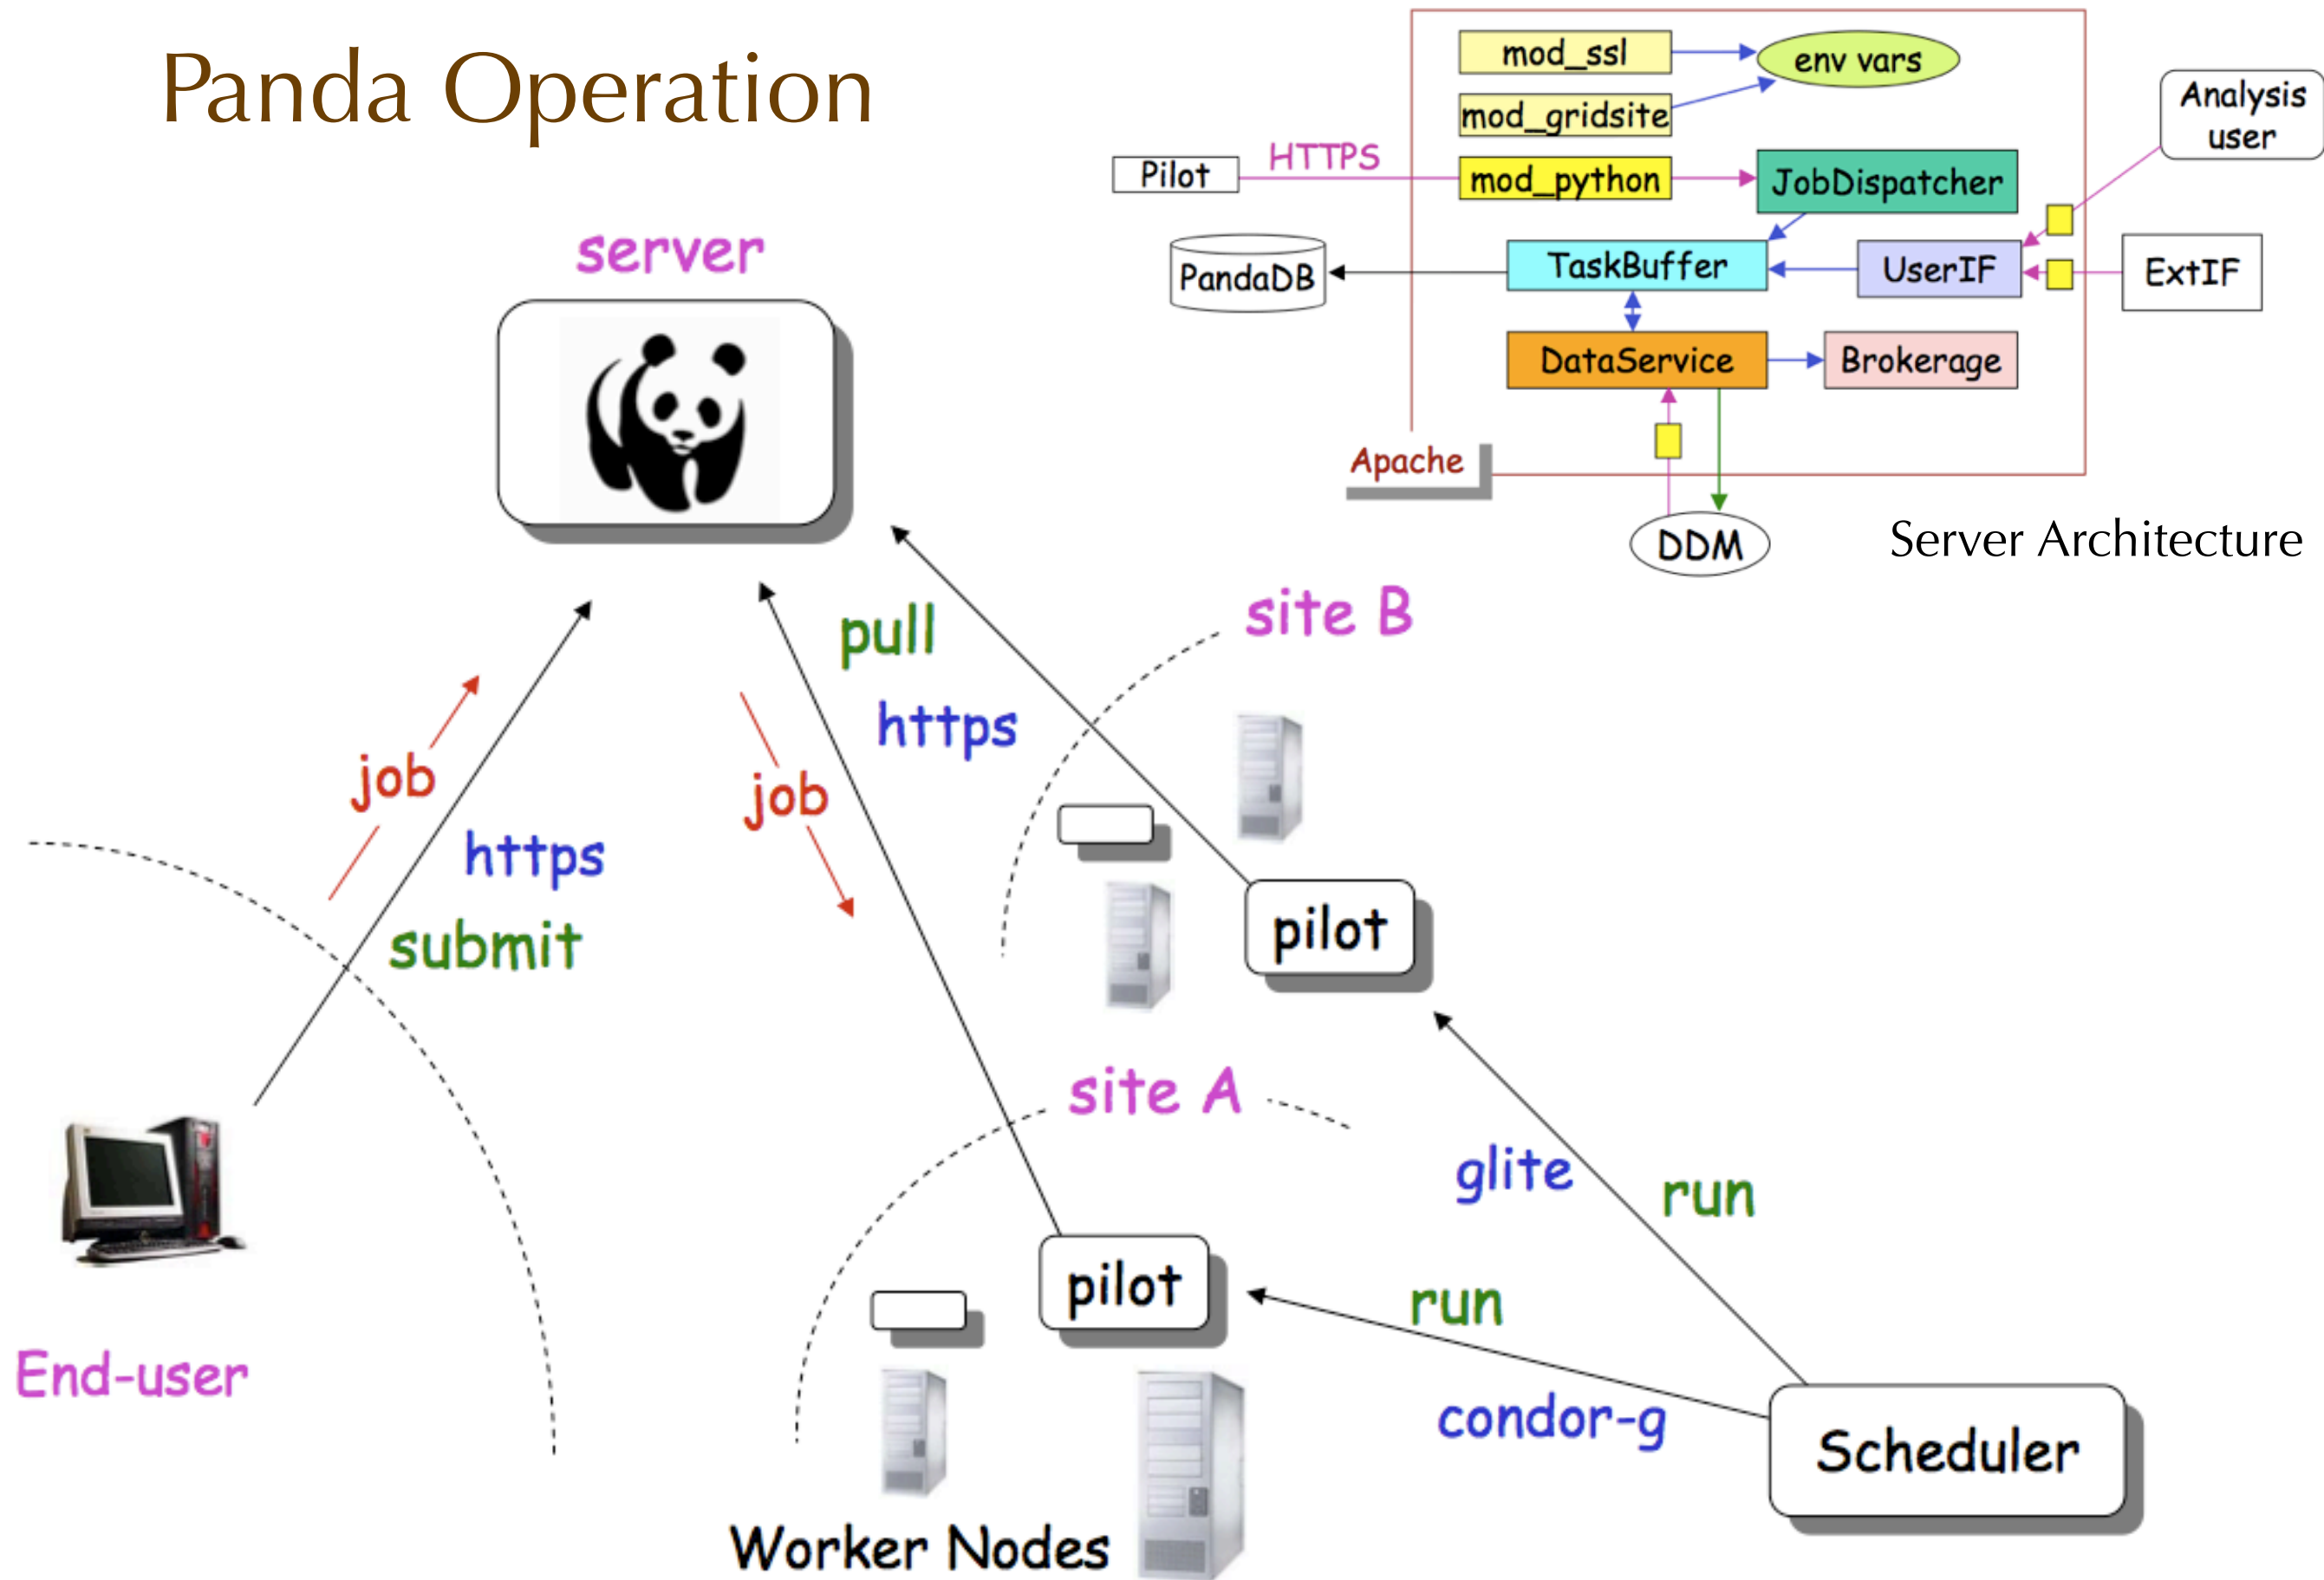 Panda Operation
mod_ssl
env vars
mod_gridsite
Analysis
user
HTTPS
Pilot
mod_python
JobDispatcher
PandaDB
TaskBuffer
UserIF
ExtIF
DataService
Brokerage
Apache
DDM
Server Architecture
server
pull
site B
https
job
job
https
submit
pilot
site A
glite
run
pilot
run
End-user
condor-g
Scheduler
Worker Nodes